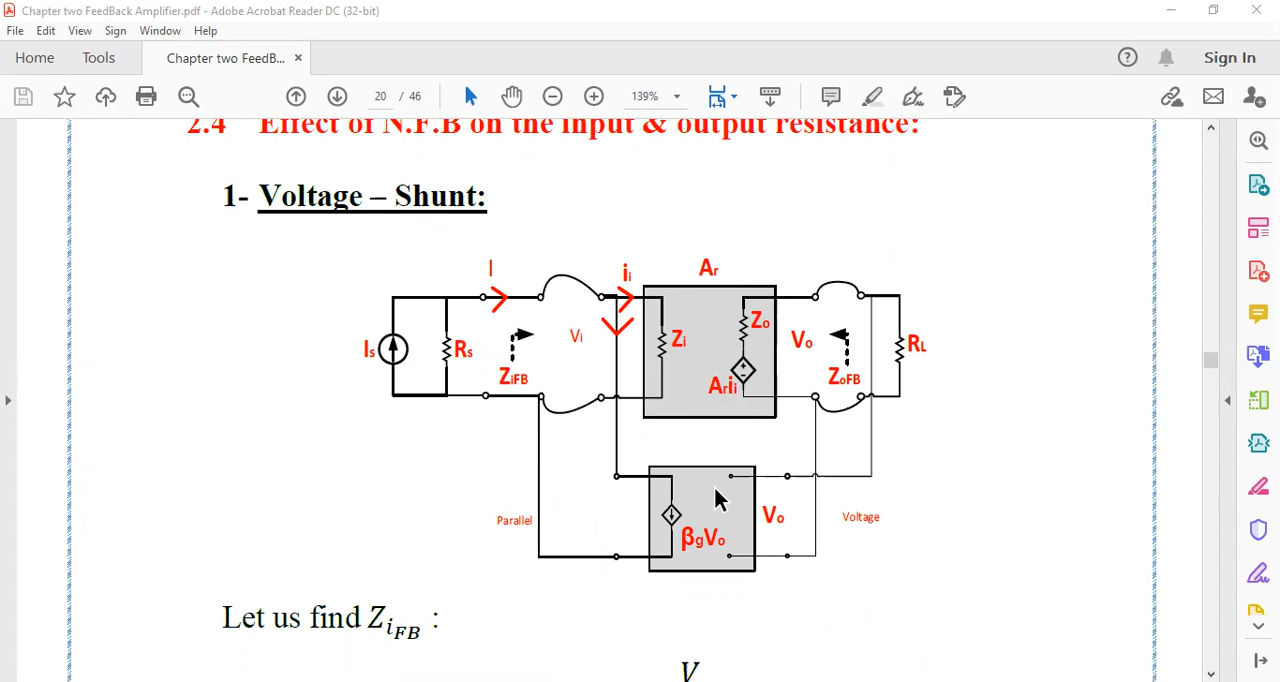 Chapter two FeedBack Amplifier.pdf - Adobe Acrobat Reader DC (32-bit)
File Edit View Sign Window Help
Home Tools Chapter two FeedB... × Sign In
20 / 46 139%
2.4 Effect of N.F.B on the input & output resistance:
1- Voltage – Shunt:
I ii Ar
Is Rs Vi Zi Zo Vo RL
ZiFB Arii ZoFB
Parallel βgVo Vo Voltage
Let us find ZiFB :
V